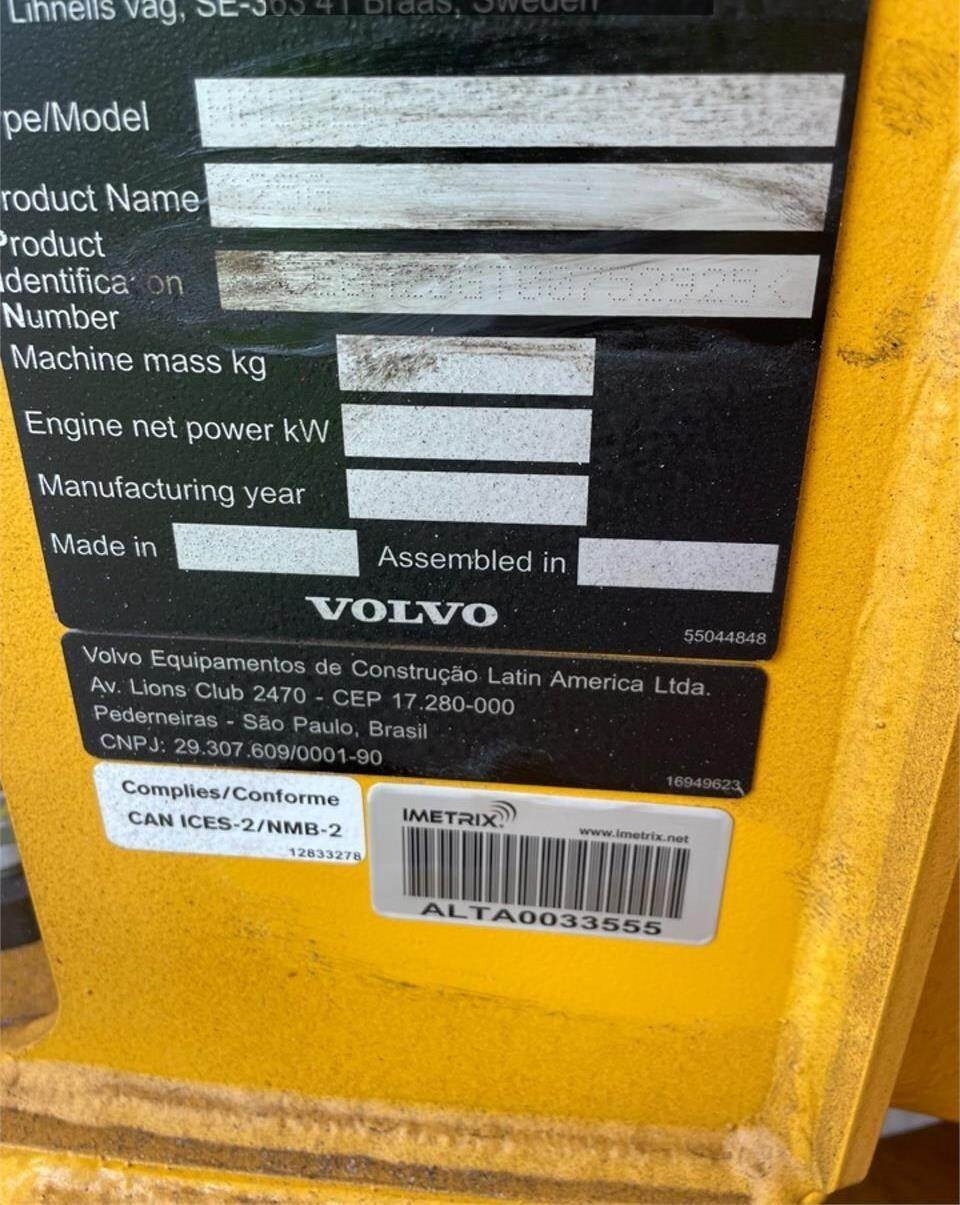 Lihnells väg, SE-363 41 Braås, Sweden
pe/Model
roduct Name
Product
Identification
Number
Machine mass kg
Engine net power kW
Manufacturing year
Made in
Assembled in
VOLVO
55044848
Volvo Equipamentos de Construção Latin America Ltda.
Av. Lions Club 2470 - CEP 17.280-000
Pederneiras - São Paulo, Brasil
CNPJ: 29.307.609/0001-90
16949623
Complies/Conforme
CAN ICES-2/NMB-2
12833278
IMETRIX
www.imetrix.net
ALTA0033555